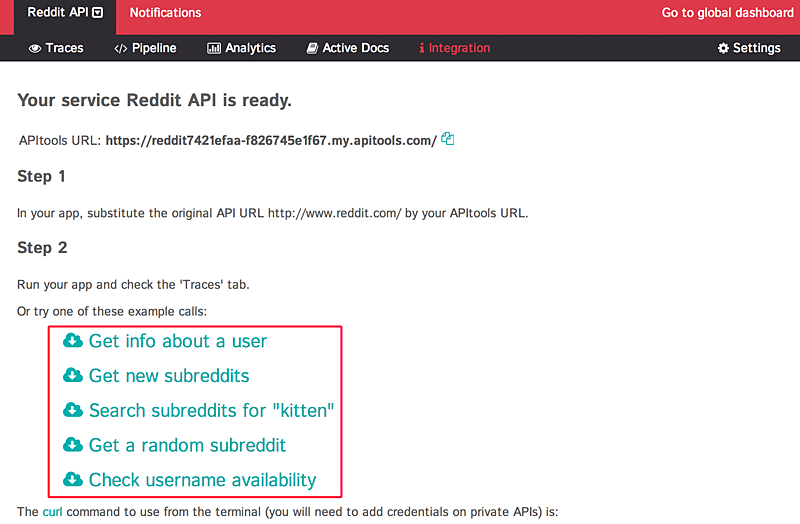 Reddit API Notifications Go to global dashboard
Traces </> Pipeline Analytics Active Docs i Integration Settings
Your service Reddit API is ready.
APItools URL: https://reddit7421efaa-f826745e1f67.my.apitools.com/
Step 1
In your app, substitute the original API URL http://www.reddit.com/ by your APItools URL.
Step 2
Run your app and check the 'Traces' tab.
Or try one of these example calls:
Get info about a user
Get new subreddits
Search subreddits for "kitten"
Get a random subreddit
Check username availability
The curl command to use from the terminal (you will need to add credentials on private APIs) is: